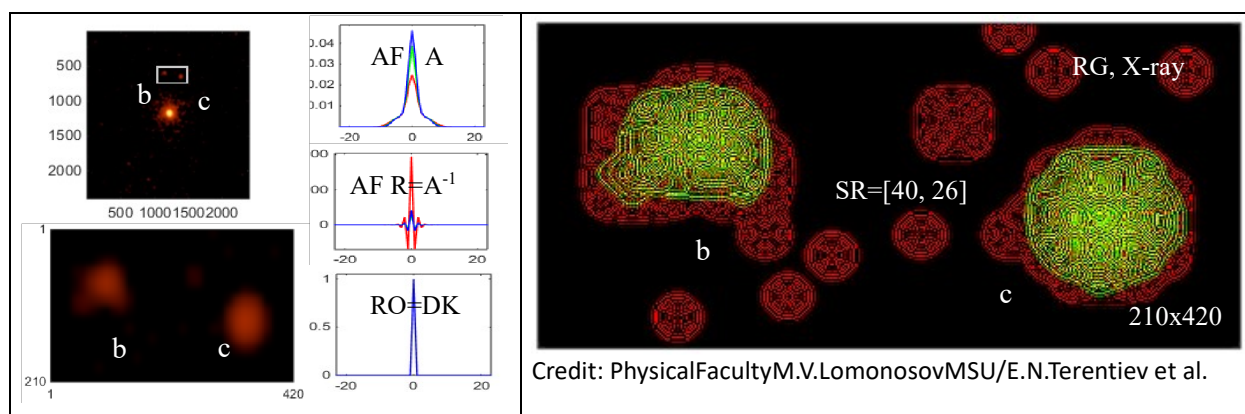 500
1000
1500
2000
500 1000 1500 2000
b c
AF A
0.04
0.03
0.02
0.01
-20 0 20
AF R=A⁻¹
0
-20 0 20
RO=DK
1
0.5
0
-20 0 20
1
210
1 420
b c
RG, X-ray
SR=[40, 26]
b
c
210x420
Credit: PhysicalFacultyM.V.LomonosovMSU/E.N.Terentiev et al.